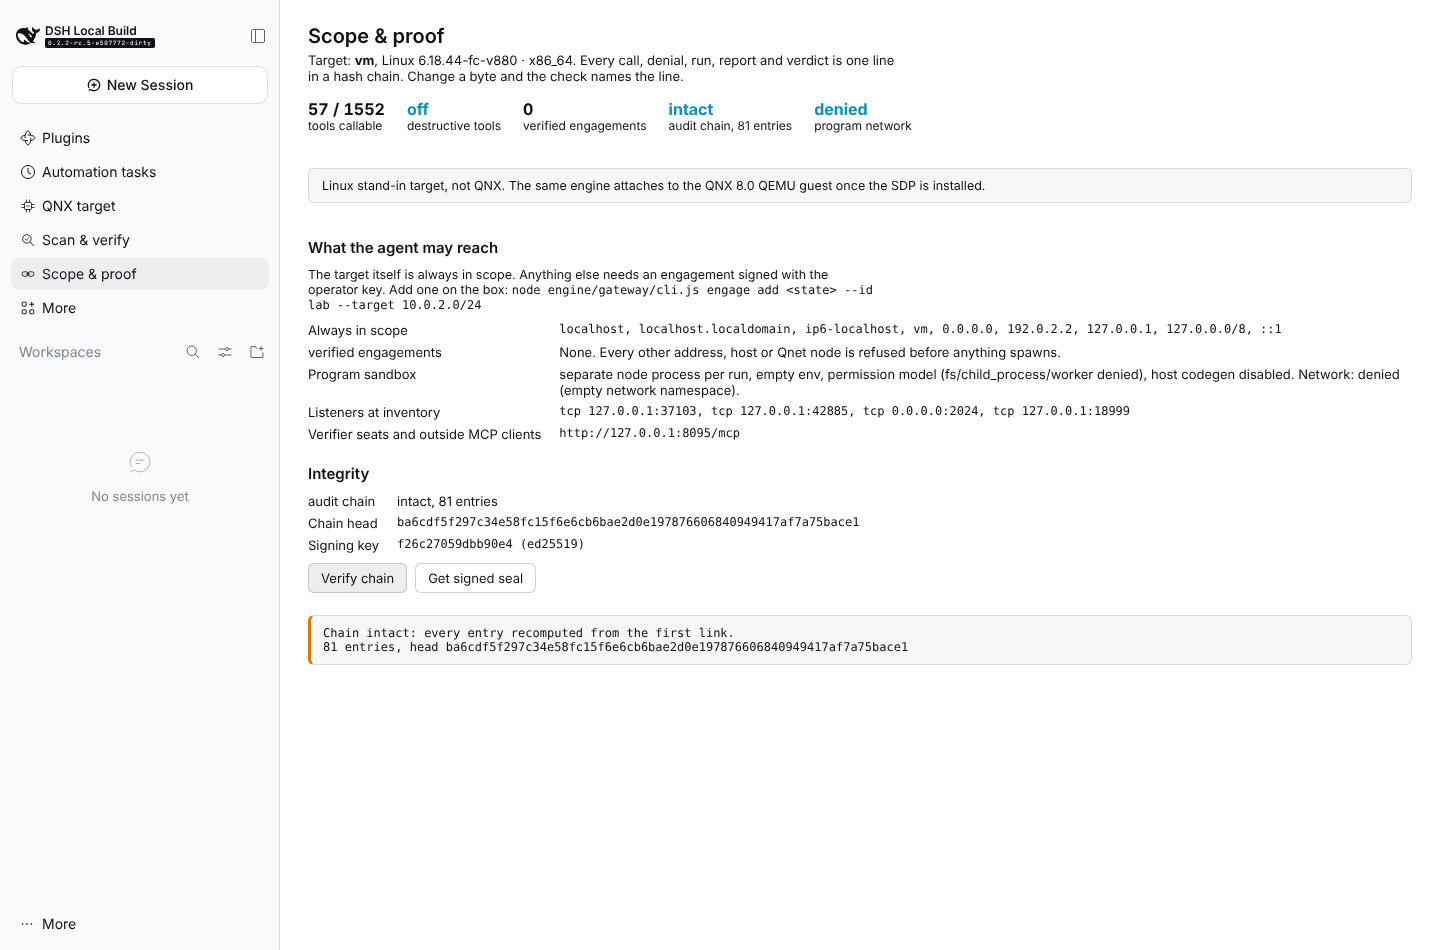 DSH Local Build
0.2.2-rc.5-e507772-dirty
New Session
Plugins
Automation tasks
QNX target
Scan & verify
Scope & proof
More
Workspaces
No sessions yet
More
Scope & proof
Target: vm, Linux 6.18.44-fc-v880 · x86_64. Every call, denial, run, report and verdict is one line
in a hash chain. Change a byte and the check names the line.
57 / 1552
tools callable
off
destructive tools
0
verified engagements
intact
audit chain, 81 entries
denied
program network
Linux stand-in target, not QNX. The same engine attaches to the QNX 8.0 QEMU guest once the SDP is installed.
What the agent may reach
The target itself is always in scope. Anything else needs an engagement signed with the
operator key. Add one on the box: node engine/gateway/cli.js engage add <state> --id
lab --target 10.0.2.0/24
Always in scope
localhost, localhost.localdomain, ip6-localhost, vm, 0.0.0.0, 192.0.2.2, 127.0.0.1, 127.0.0.0/8, ::1
verified engagements
None. Every other address, host or Qnet node is refused before anything spawns.
Program sandbox
separate node process per run, empty env, permission model (fs/child_process/worker denied), host codegen disabled. Network: denied
(empty network namespace).
Listeners at inventory
tcp 127.0.0.1:37103, tcp 127.0.0.1:42885, tcp 0.0.0.0:2024, tcp 127.0.0.1:18999
Verifier seats and outside MCP clients
http://127.0.0.1:8095/mcp
Integrity
audit chain
intact, 81 entries
Chain head
ba6cdf5f297c34e58fc15f6e6cb6bae2d0e197876606840949417af7a75bace1
Signing key
f26c27059dbb90e4 (ed25519)
Verify chain
Get signed seal
Chain intact: every entry recomputed from the first link.
81 entries, head ba6cdf5f297c34e58fc15f6e6cb6bae2d0e197876606840949417af7a75bace1